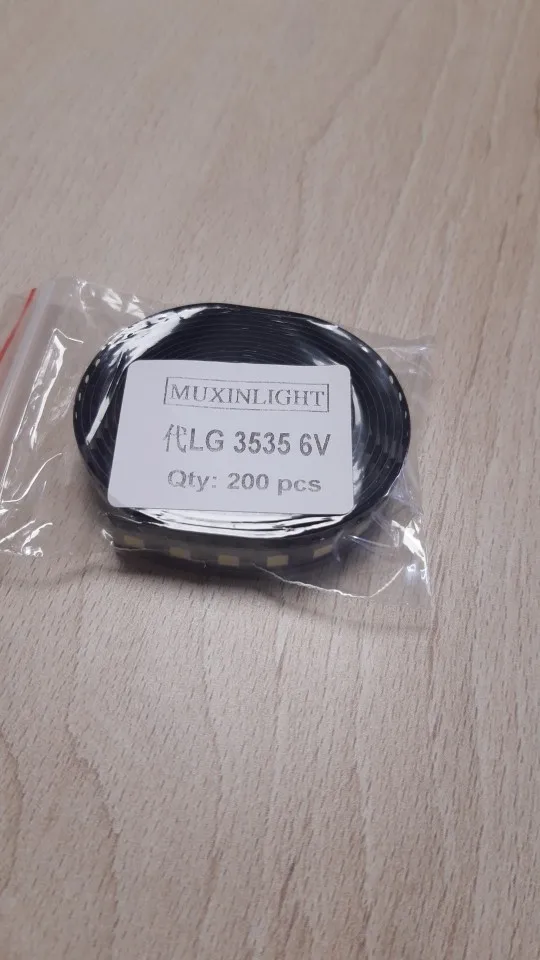 MUXINLIGHT
代LG 3535 6V
Qty: 200 pcs